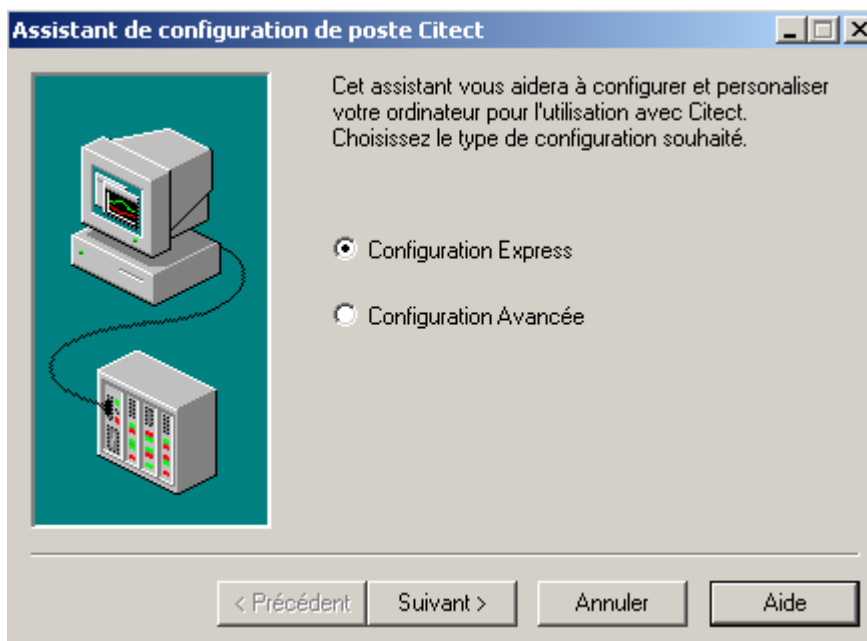 Assistant de configuration de poste Citect
Cet assistant vous aidera à configurer et personaliser
votre ordinateur pour l'utilisation avec Citect.
Choisissez le type de configuration souhaité.
Configuration Express
Configuration Avancée
< Précédent
Suivant >
Annuler
Aide